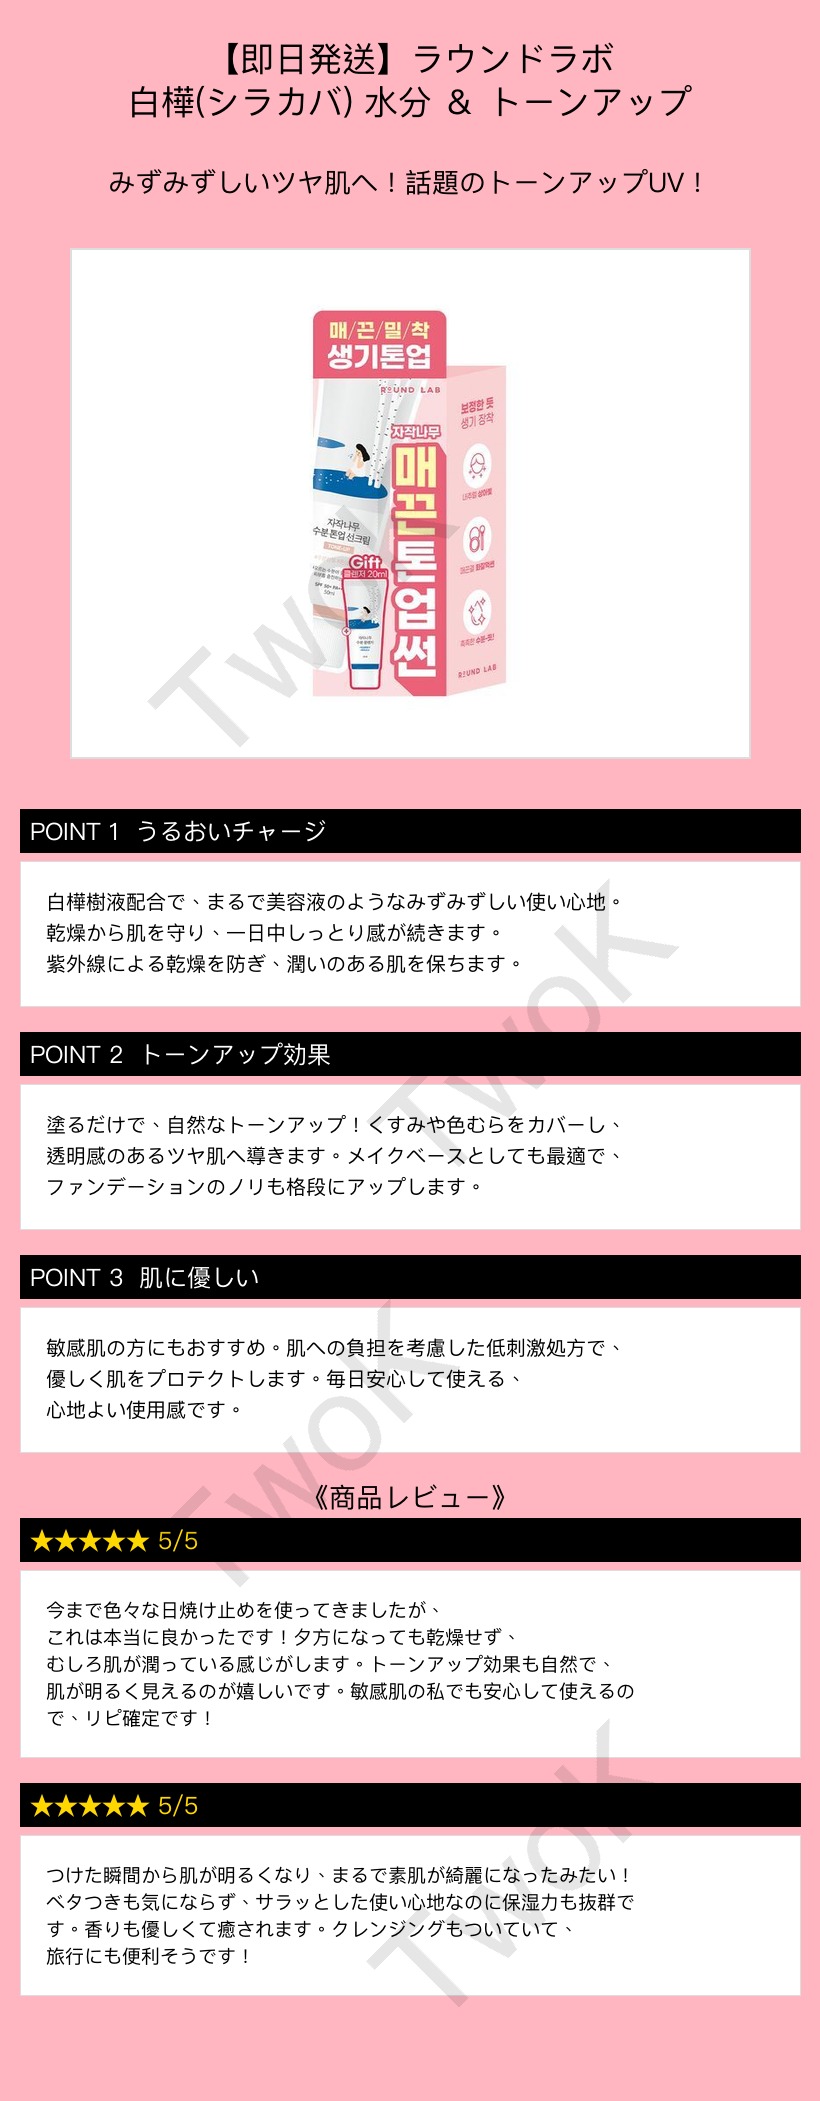 【即日発送】ラウンドラボ
白樺(シラカバ) 水分 ＆ トーンアップ
みずみずしいツヤ肌へ！話題のトーンアップUV！
매/끈/밀/착
생기톤업
ROUND LAB
자작나무
매끈톤업썬
자작나무
수분 톤업 선크림
SPF 50+ PA++
50ml
Gift
클렌저 20ml
보정한 듯
생기 장착
촉촉한 수분-핏!
ROUND LAB
POINT 1 うるおいチャージ
白樺樹液配合で、まるで美容液のようなみずみずしい使い心地。
乾燥から肌を守り、一日中しっとり感が続きます。
紫外線による乾燥を防ぎ、潤いのある肌を保ちます。
POINT 2 トーンアップ効果
塗るだけで、自然なトーンアップ！くすみや色むらをカバーし、
透明感のあるツヤ肌へ導きます。メイクベースとしても最適で、
ファンデーションのノリも格段にアップします。
POINT 3 肌に優しい
敏感肌の方にもおすすめ。肌への負担を考慮した低刺激処方で、
優しく肌をプロテクトします。毎日安心して使える、
心地よい使用感です。
《商品レビュー》
★★★★★ 5/5
今まで色々な日焼け止めを使ってきましたが、
これは本当に良かったです！夕方になっても乾燥せず、
むしろ肌が潤っている感じがします。トーンアップ効果も自然で、
肌が明るく見えるのが嬉しいです。敏感肌の私でも安心して使えるの
で、リピ確定です！
★★★★★ 5/5
つけた瞬間から肌が明るくなり、まるで素肌が綺麗になったみたい！
ベタつきも気にならず、サラッとした使い心地なのに保湿力も抜群で
す。香りも優しくて癒されます。クレンジングもついていて、
旅行にも便利そうです！
TwoK
TwoK
TwoK
TwoK